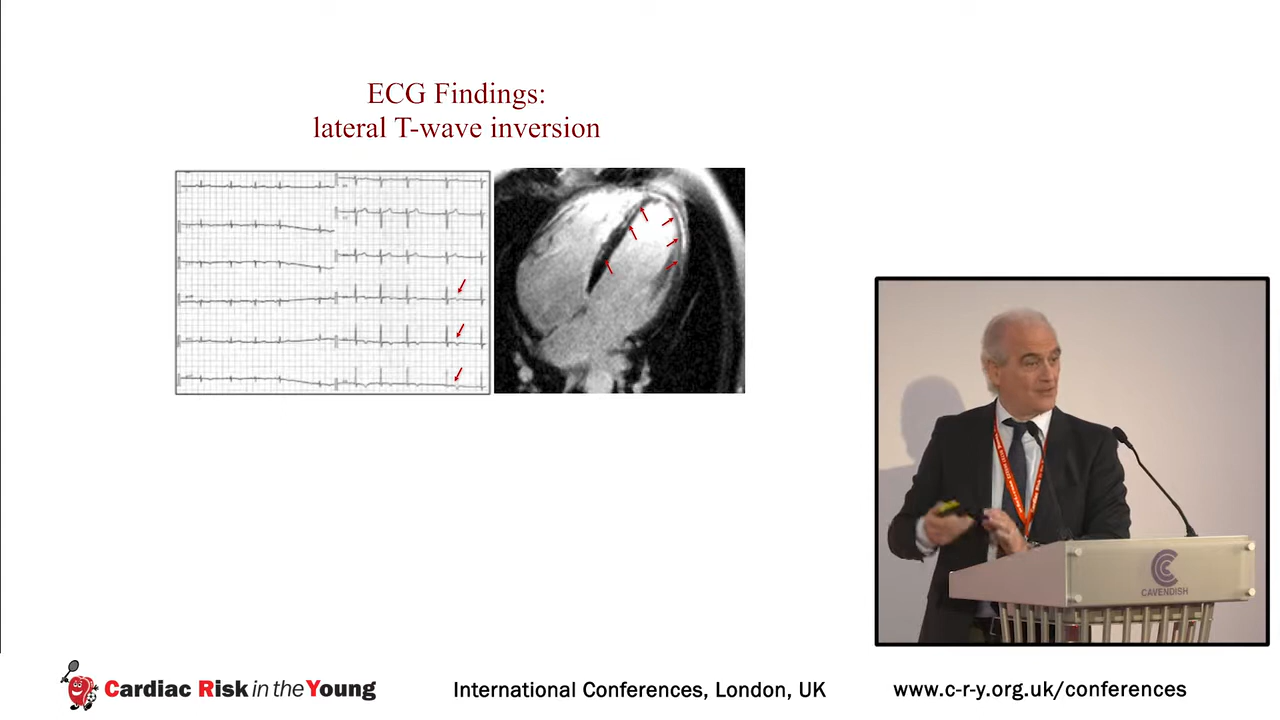 ECG Findings:
lateral T-wave inversion
CAVENDISH
Cardiac Risk in the Young
International Conferences, London, UK
www.c-r-y.org.uk/conferences